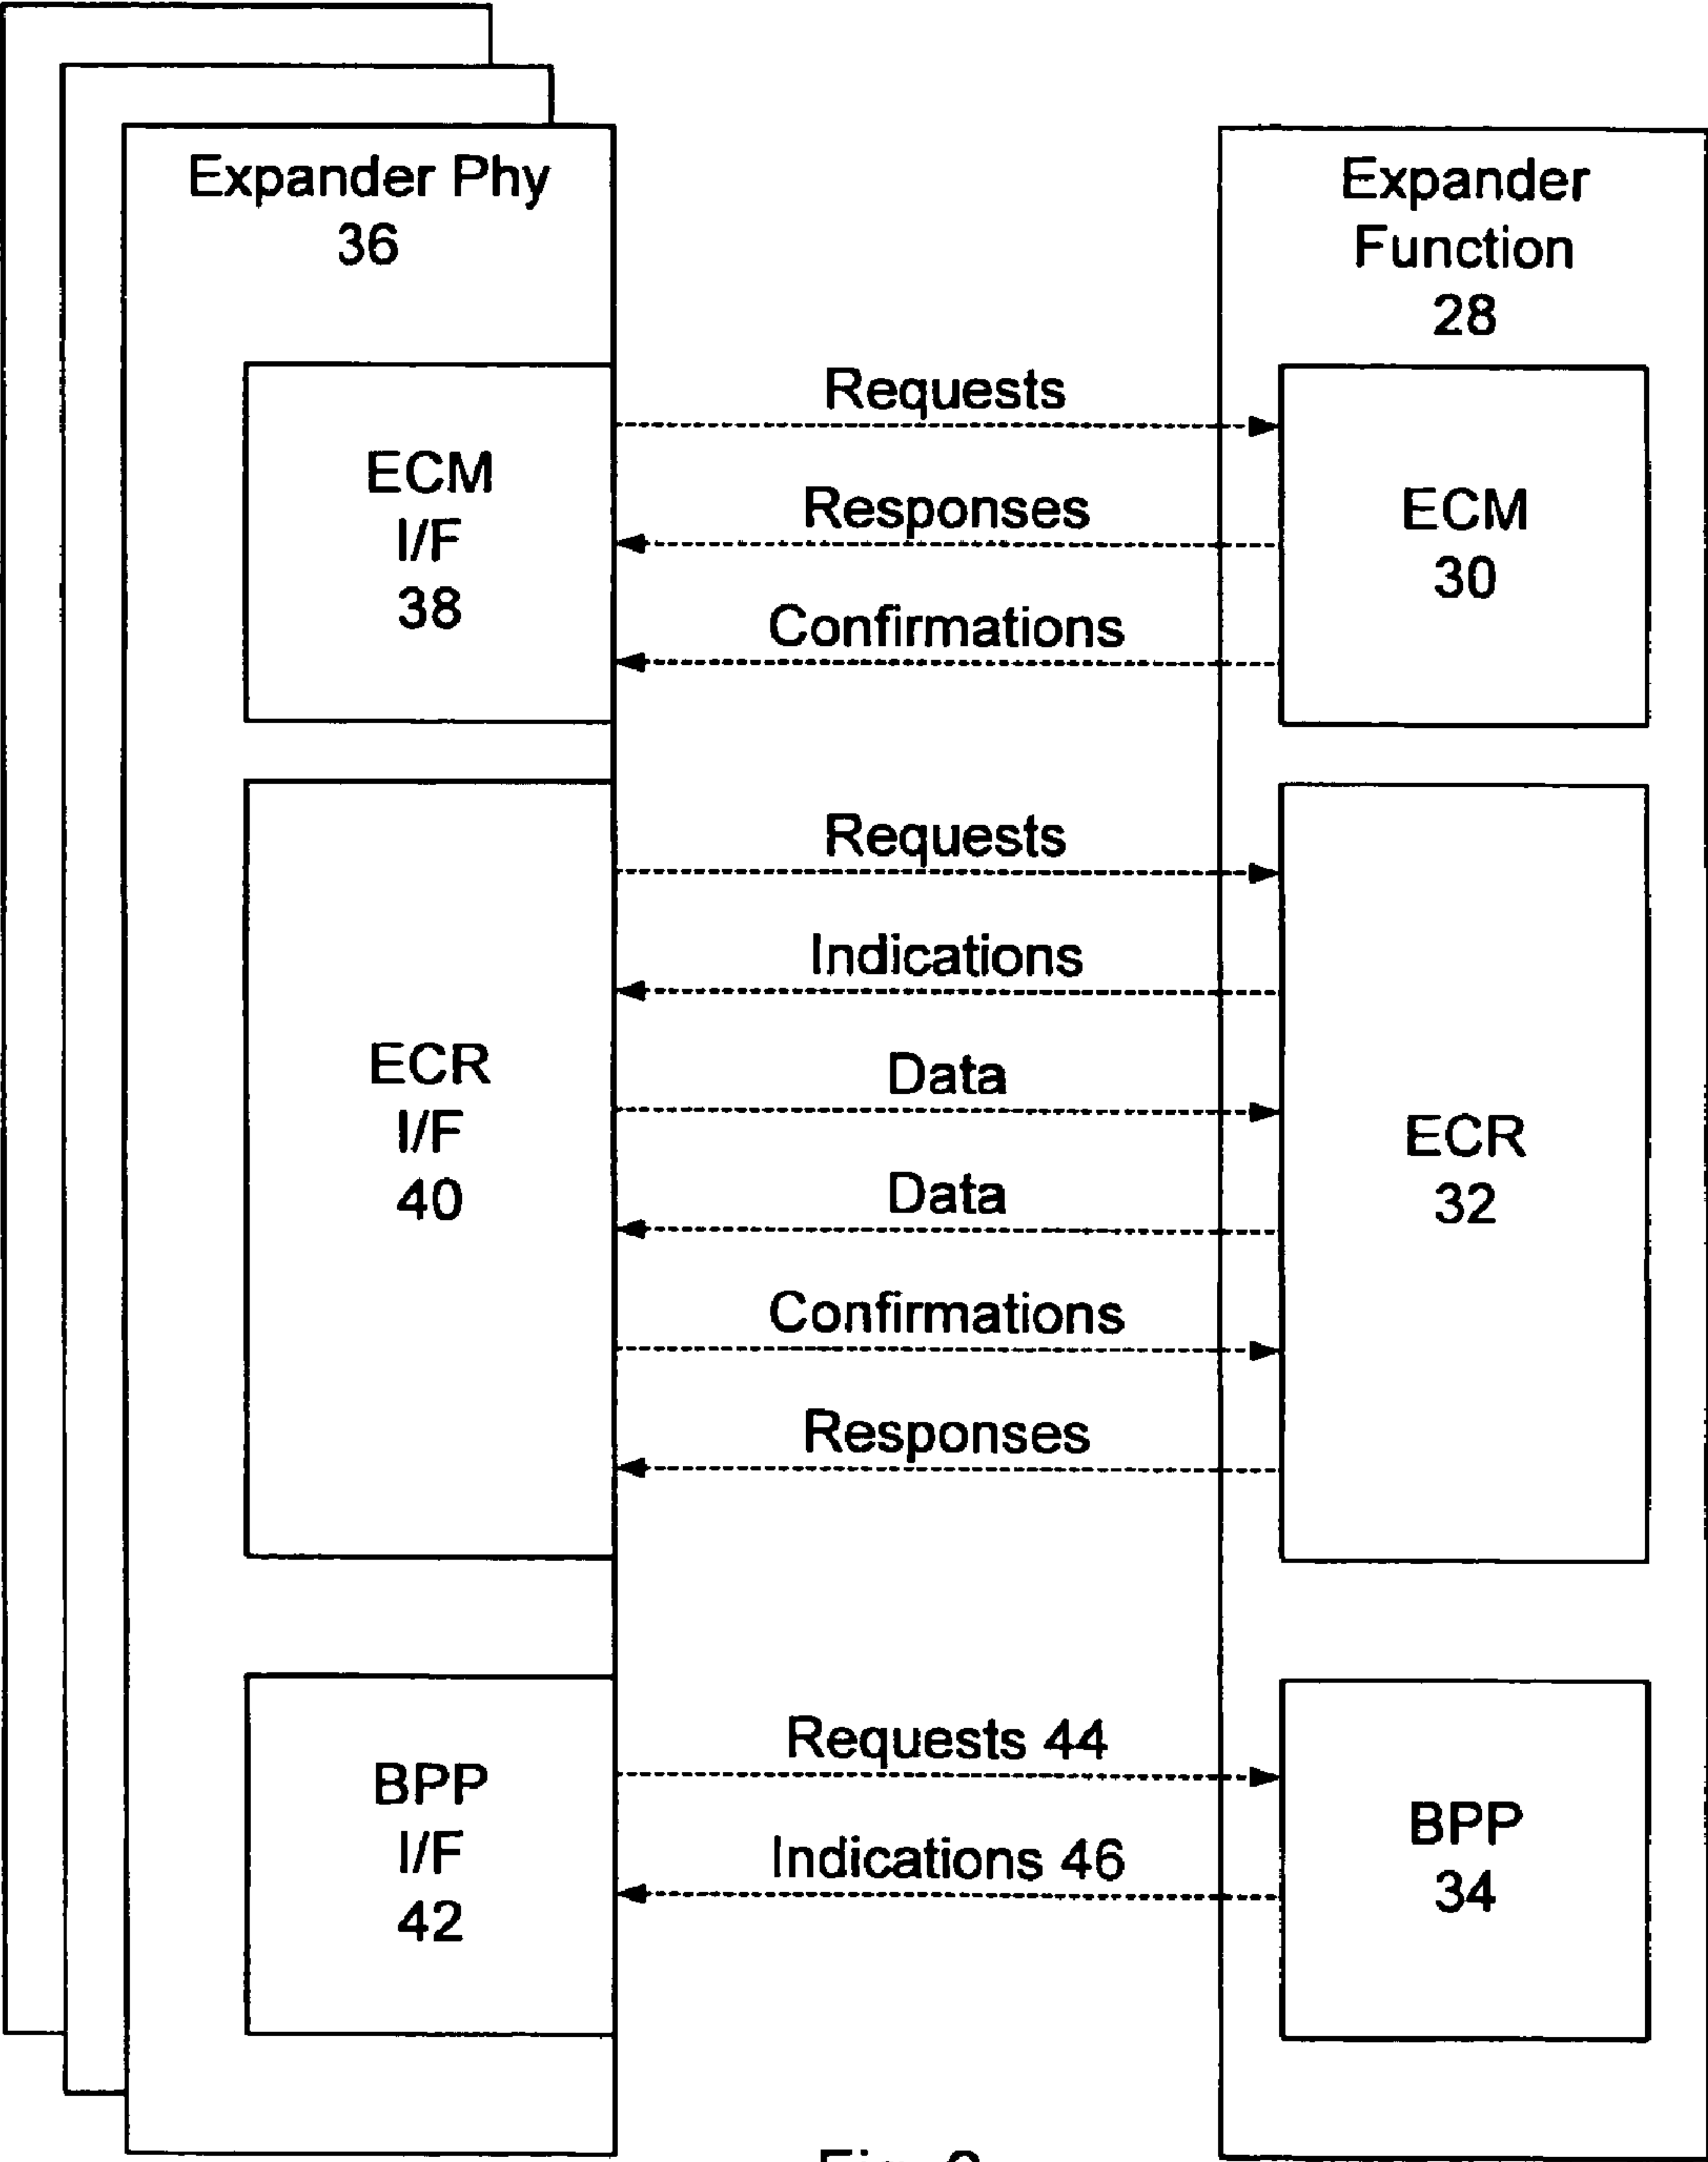 Expander Phy
36
Expander
Function
28
ECM
I/F
38
Requests
Responses
Confirmations
ECM
30
ECR
I/F
40
Requests
Indications
Data
Data
Confirmations
Responses
ECR
32
BPP
I/F
42
Requests 44
Indications 46
BPP
34